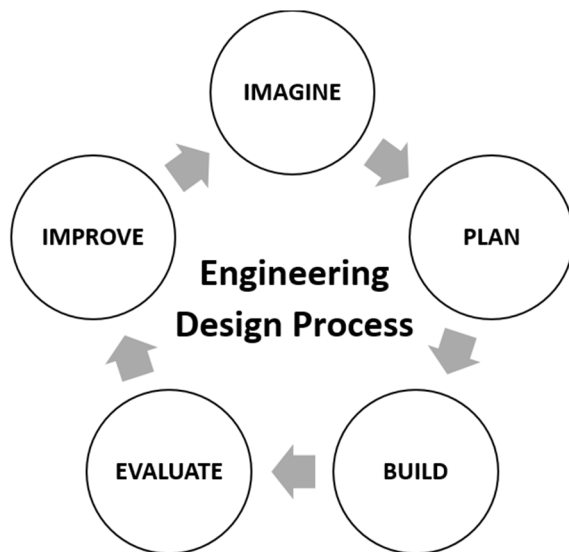 IMAGINE
IMPROVE
PLAN
Engineering
Design Process
EVALUATE
BUILD